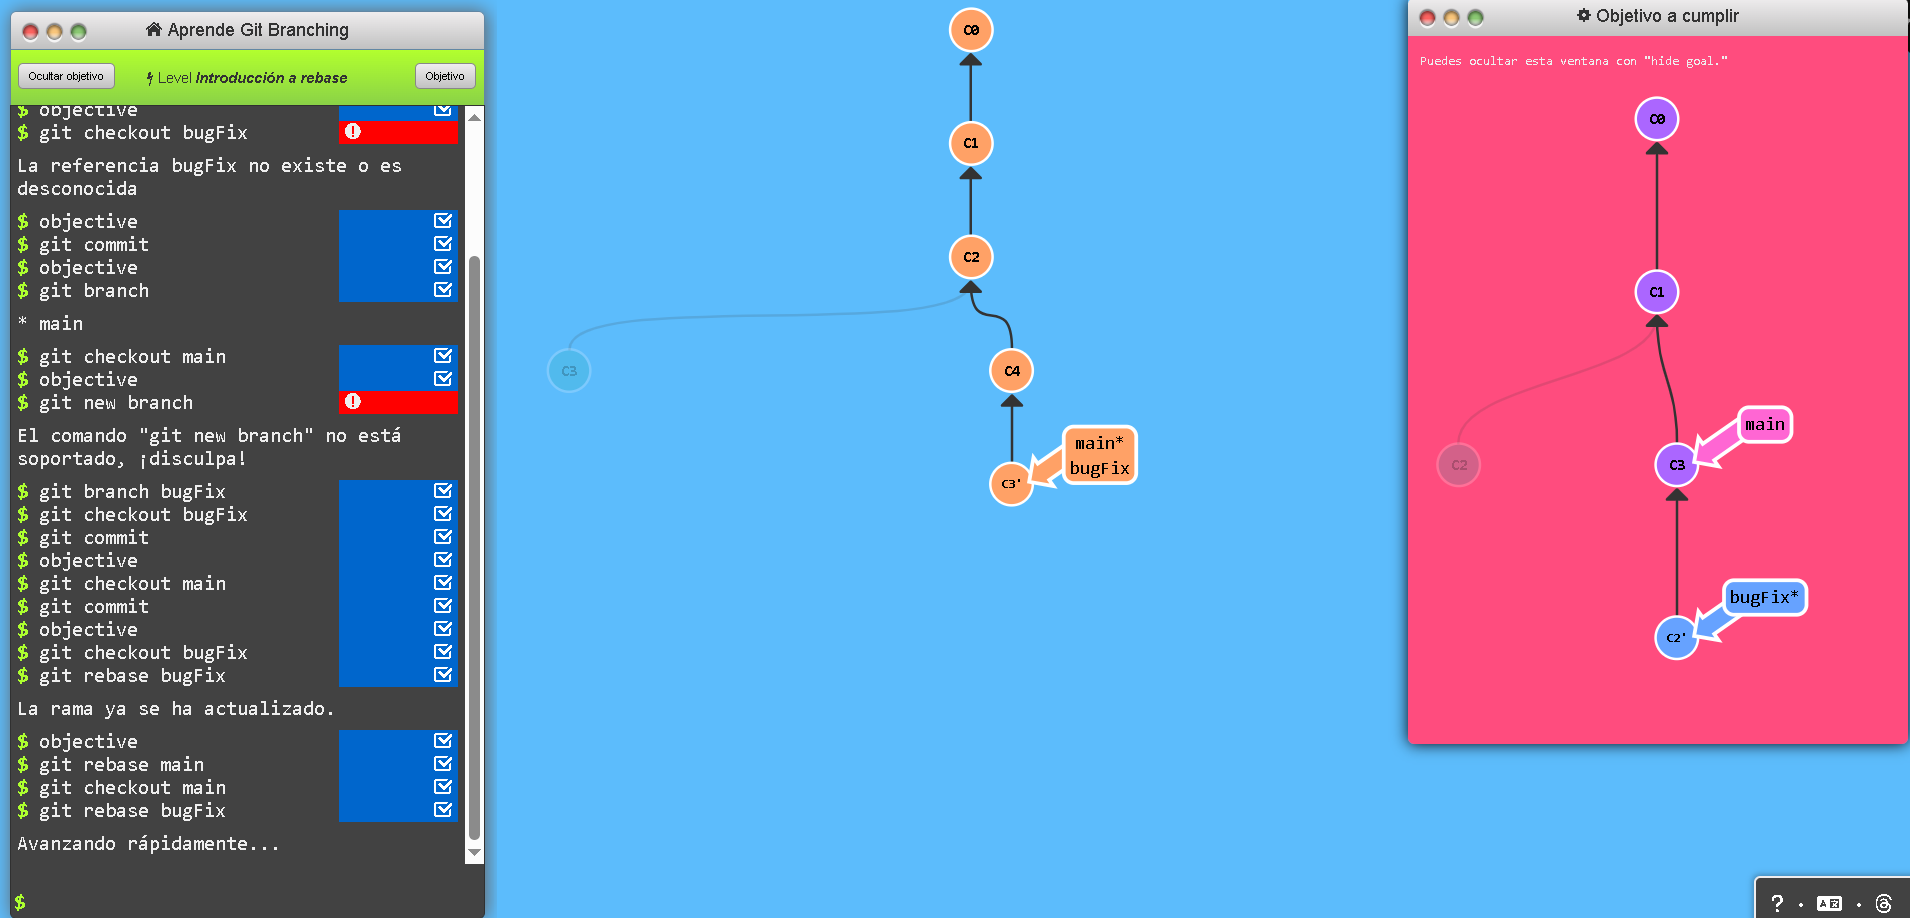 Aprende Git Branching
Ocultar objetivo
Level Introducción a rebase
Objetivo
$ objective
$ git checkout bugFix
La referencia bugFix no existe o es
desconocida
$ objective
$ git commit
$ objective
$ git branch
* main
$ git checkout main
$ objective
$ git new branch
El comando "git new branch" no está
soportado, ¡disculpa!
$ git branch bugFix
$ git checkout bugFix
$ git commit
$ objective
$ git checkout main
$ git commit
$ objective
$ git checkout bugFix
$ git rebase bugFix
La rama ya se ha actualizado.
$ objective
$ git rebase main
$ git checkout main
$ git rebase bugFix
Avanzando rápidamente...
$
C0
C1
C2
C3
C4
main*
bugFix
C3'
Objetivo a cumplir
Puedes ocultar esta ventana con "hide goal."
C0
C1
main
C2
C3
bugFix*
C2'
? · A文 ·